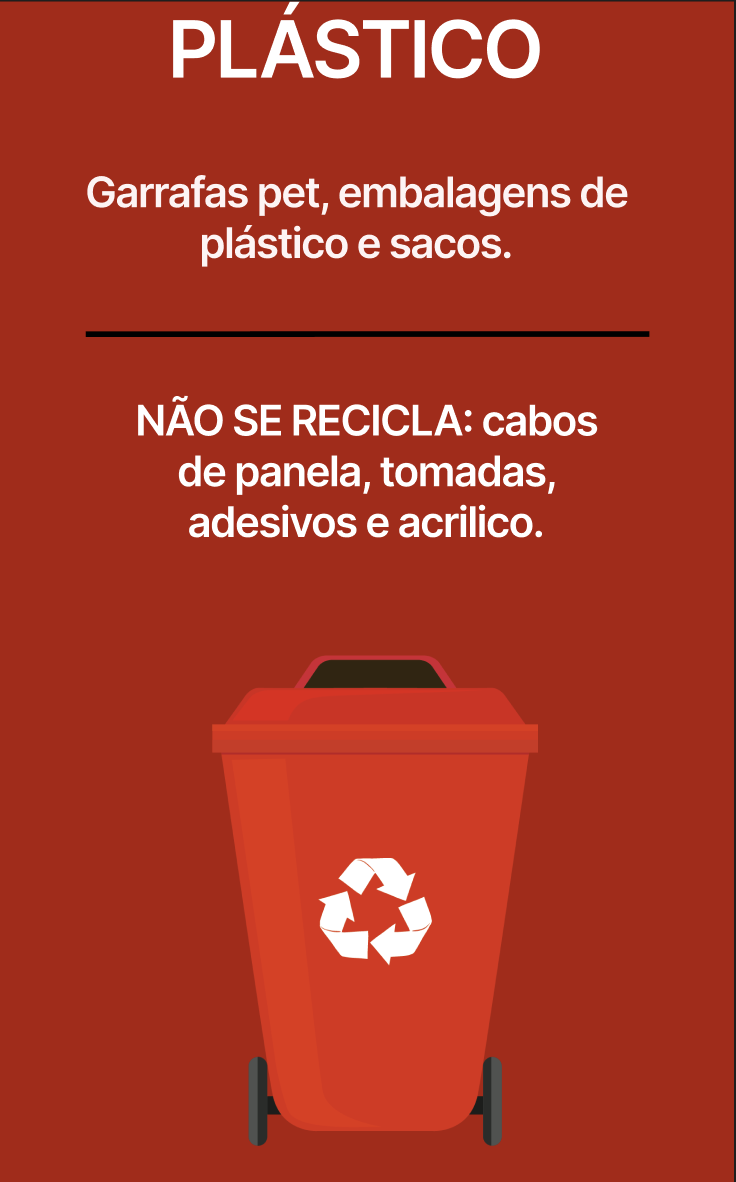 PLÁSTICO
Garrafas pet, embalagens de
plástico e sacos.
NÃO SE RECICLA: cabos
de panela, tomadas,
adesivos e acrilico.